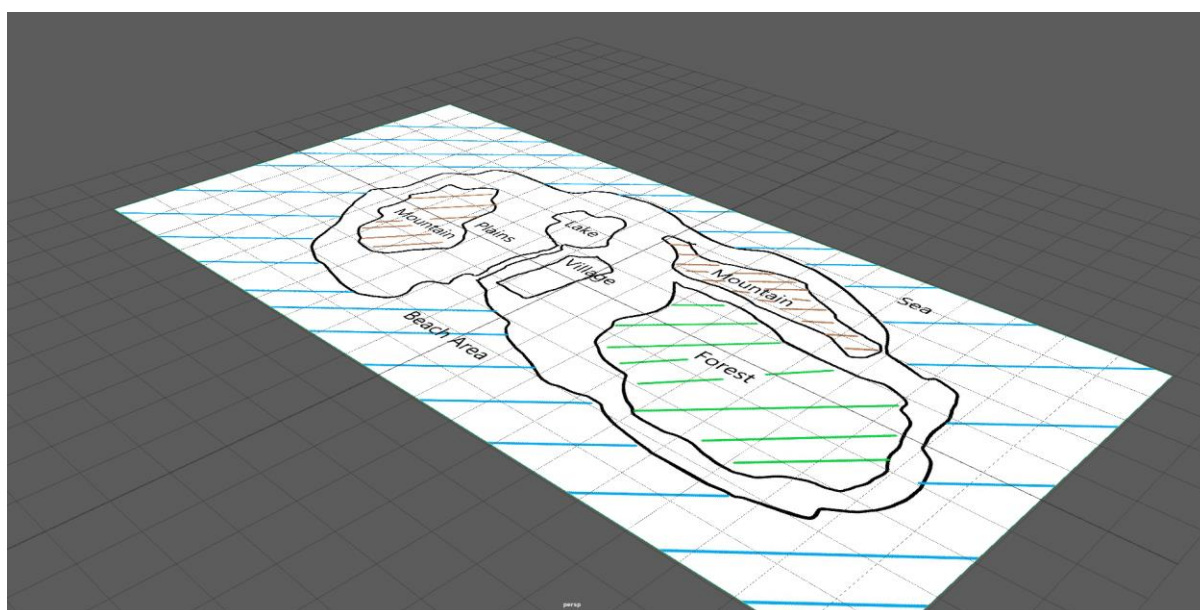 Mountain
Plains
Lake
Village
Mountain
Sea
Beach Area
Forest
persp